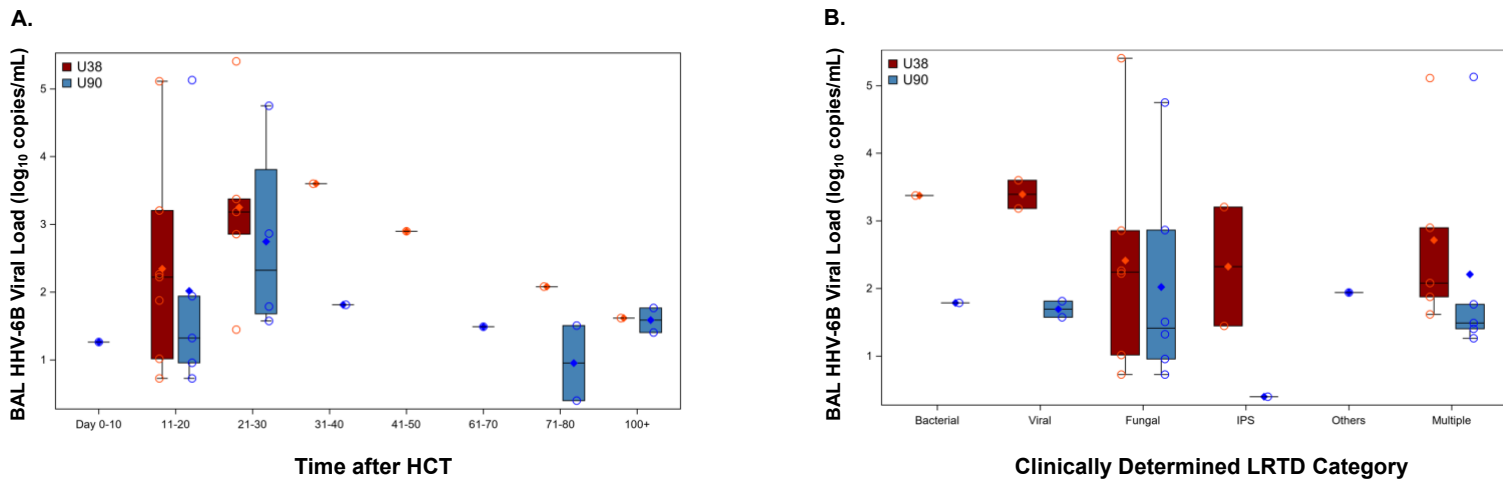 A.
BAL HHV-6B Viral Load (log₁₀ copies/mL)
U38
U90
5
4
3
2
1
Day 0-10 11-20 21-30 31-40 41-50 61-70 71-80 100+
Time after HCT
B.
BAL HHV-6B Viral Load (log₁₀ copies/mL)
U38
U90
5
4
3
2
1
Bacterial Viral Fungal IPS Others Multiple
Clinically Determined LRTD Category